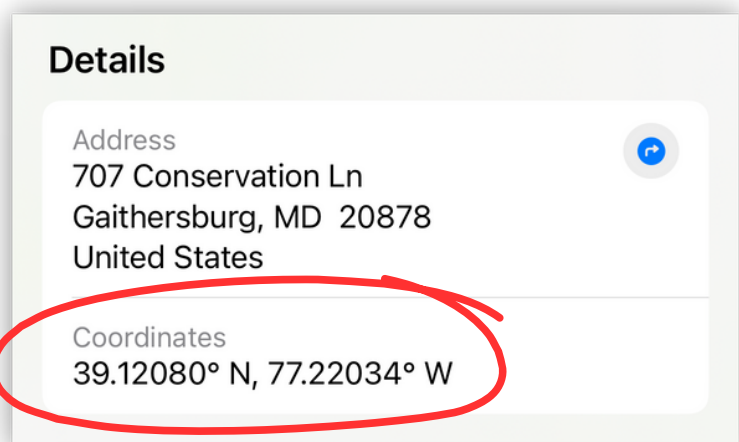 Details
Address
707 Conservation Ln
Gaithersburg, MD  20878
United States
Coordinates
39.12080° N, 77.22034° W